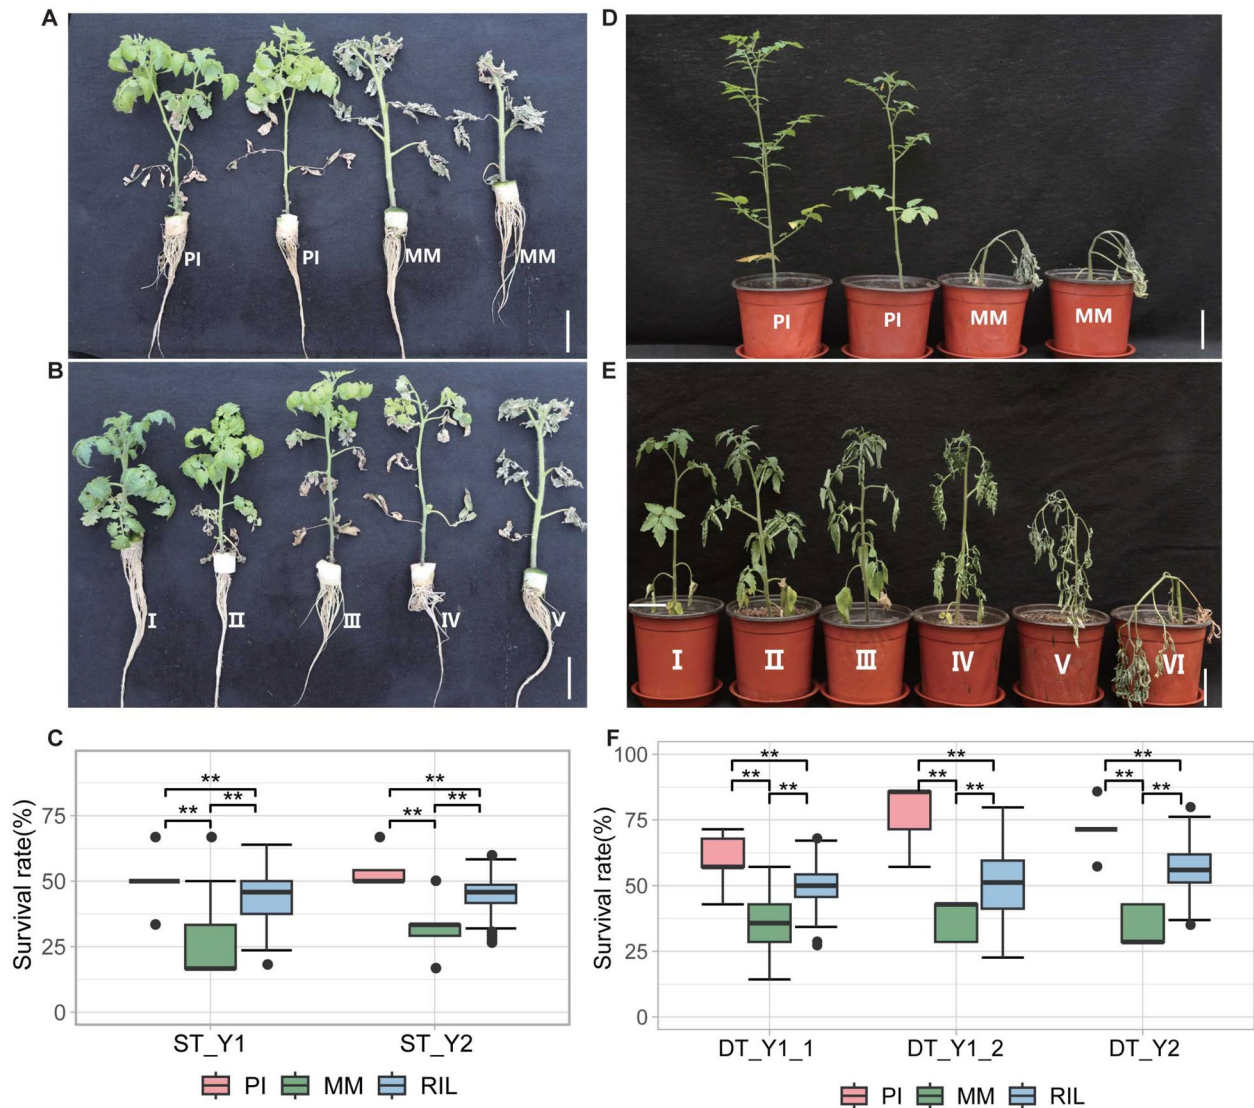 A
PI
PI
MM
MM
B
I
II
III
IV
V
C
Survival rate(%)
75
50
25
0
** ** ** ** ** **
ST_Y1 ST_Y2
PI MM RIL
D
PI
PI
MM
MM
E
I
II
III
IV
V
VI
F
Survival rate(%)
100
75
50
25
0
** ** ** ** ** ** ** ** **
DT_Y1_1 DT_Y1_2 DT_Y2
PI MM RIL